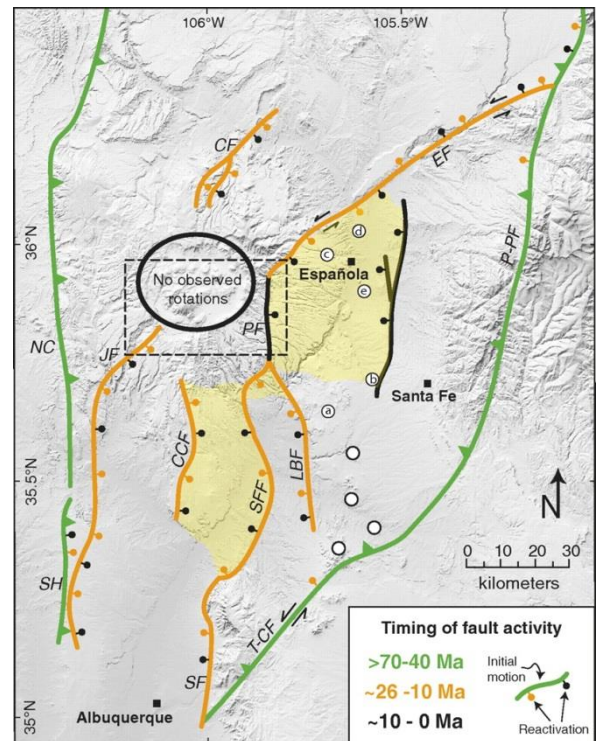 106°W
105.5°W
CF
EF
36°N
d
c
Española
No observed
rotations
e
P-PF
PF
NC
JF
b
Santa Fe
a
CCF
SFF
LBF
35.5°N
N
0 10 20 30
kilometers
SH
T-CF
SF
Albuquerque
35°N
Timing of fault activity
>70-40 Ma
~26 -10 Ma
~10 - 0 Ma
Initial
motion
Reactivation